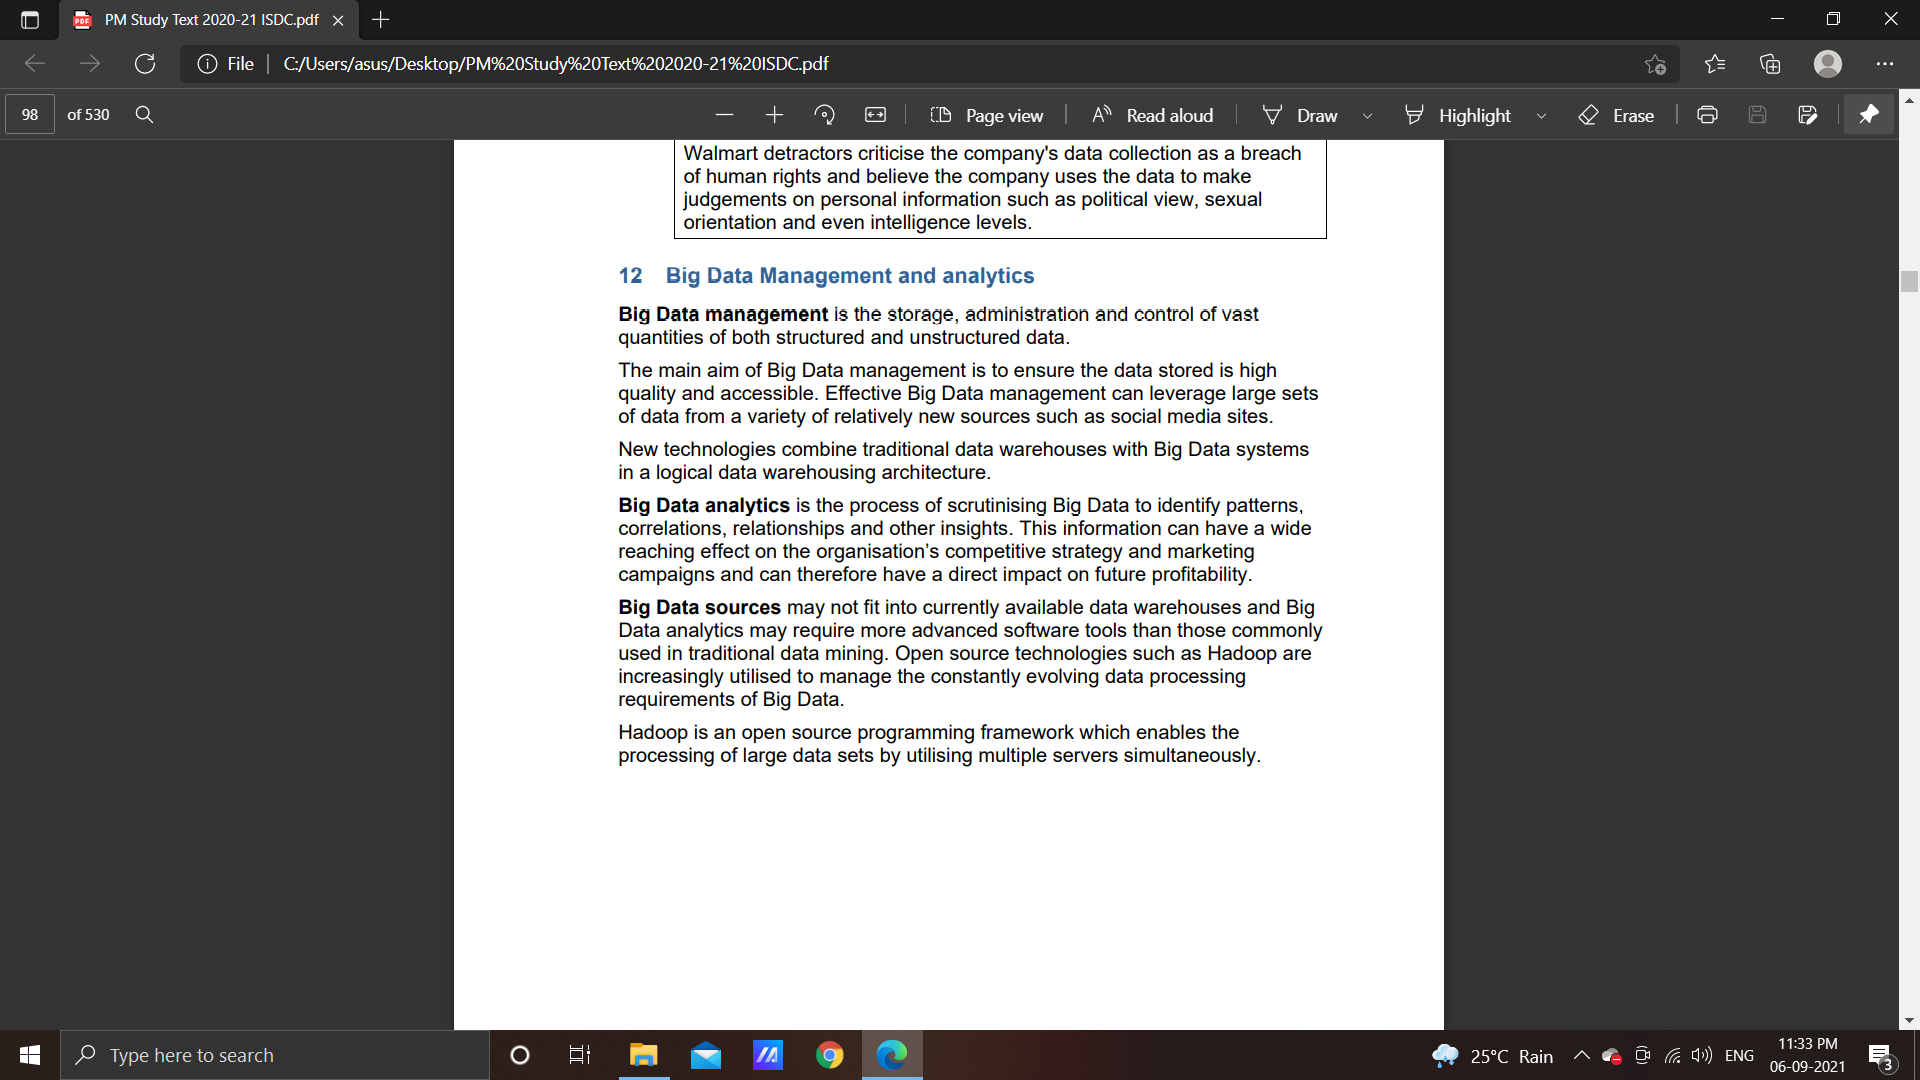 PM Study Text 2020-21 ISDC.pdf
File
C:/Users/asus/Desktop/PM%20Study%20Text%202020-21%20ISDC.pdf
98 of 530
Page view
Read aloud
Draw
Highlight
Erase
Walmart detractors criticise the company's data collection as a breach
of human rights and believe the company uses the data to make
judgements on personal information such as political view, sexual
orientation and even intelligence levels.
12 Big Data Management and analytics
Big Data management is the storage, administration and control of vast
quantities of both structured and unstructured data.
The main aim of Big Data management is to ensure the data stored is high
quality and accessible. Effective Big Data management can leverage large sets
of data from a variety of relatively new sources such as social media sites.
New technologies combine traditional data warehouses with Big Data systems
in a logical data warehousing architecture.
Big Data analytics is the process of scrutinising Big Data to identify patterns,
correlations, relationships and other insights. This information can have a wide
reaching effect on the organisation's competitive strategy and marketing
campaigns and can therefore have a direct impact on future profitability.
Big Data sources may not fit into currently available data warehouses and Big
Data analytics may require more advanced software tools than those commonly
used in traditional data mining. Open source technologies such as Hadoop are
increasingly utilised to manage the constantly evolving data processing
requirements of Big Data.
Hadoop is an open source programming framework which enables the
processing of large data sets by utilising multiple servers simultaneously.
Type here to search
25°C Rain
ENG
11:33 PM
06-09-2021
3